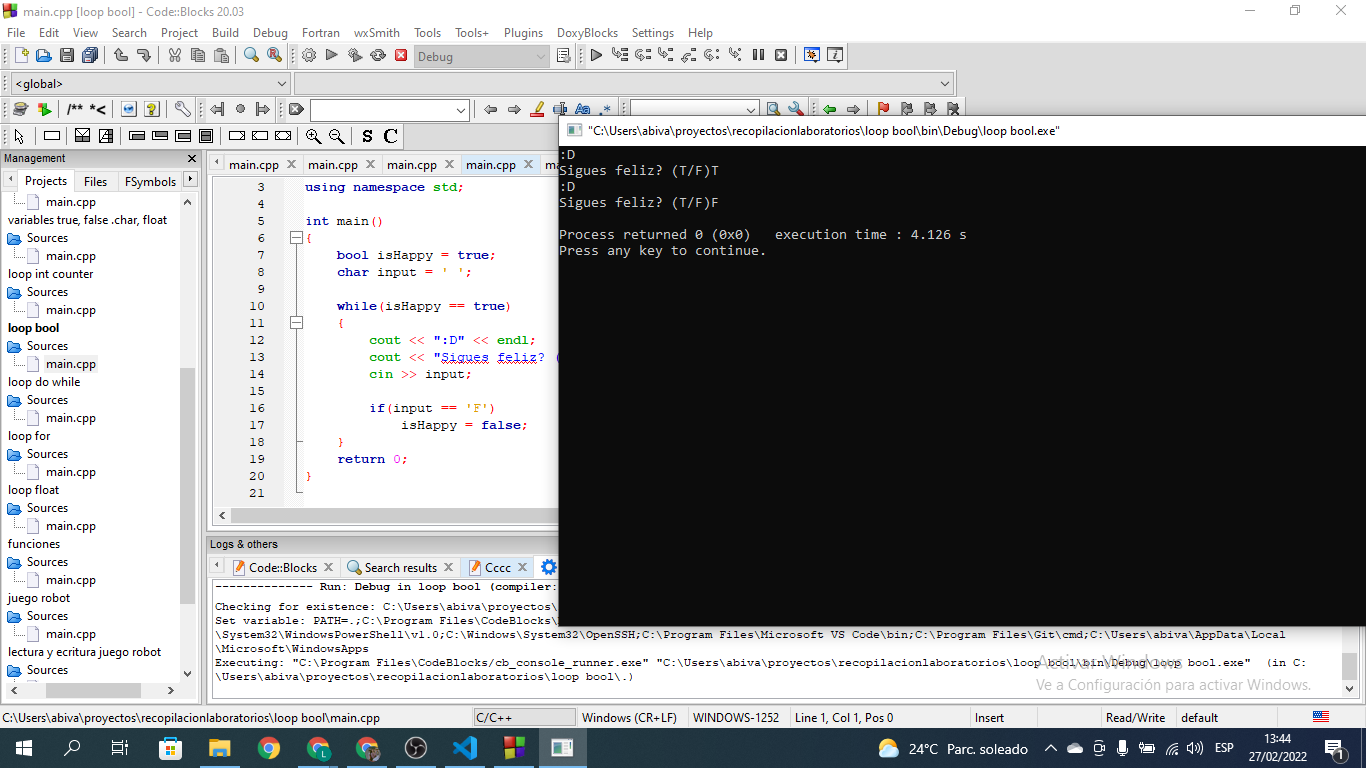 main.cpp [loop bool] - Code::Blocks 20.03
File Edit View Search Project Build Debug Fortran wxSmith Tools Tools+ Plugins DoxyBlocks Settings Help
Debug
<global>
/** *<
Aa .*
S C
"C:\Users\abiva\proyectos\recopilacionlaboratorios\loop bool\bin\Debug\loop bool.exe"
:D
Sigues feliz? (T/F)T
:D
Sigues feliz? (T/F)F
Process returned 0 (0x0) execution time : 4.126 s
Press any key to continue.
Management
Projects Files FSymbols
main.cpp
variables true, false .char, float
Sources
main.cpp
loop int counter
Sources
main.cpp
loop bool
Sources
main.cpp
loop do while
Sources
main.cpp
loop for
Sources
main.cpp
loop float
Sources
main.cpp
funciones
Sources
main.cpp
juego robot
Sources
main.cpp
lectura y ecritura juego robot
Sources
main.cpp main.cpp main.cpp main.cpp
3 using namespace std;
4
5 int main()
6 {
7 bool isHappy = true;
8 char input = ' ';
9
10 while(isHappy == true)
11 {
12 cout << ":D" << endl;
13 cout << "Sigues feliz? (
14 cin >> input;
15
16 if(input == 'F')
17 isHappy = false;
18 }
19 return 0;
20 }
21
Logs & others
Code::Blocks Search results Cccc
-------------- Run: Debug in loop bool (compiler:
Checking for existence: C:\Users\abiva\proyectos\
Set variable: PATH=.;C:\Program Files\CodeBlocks\
\System32\WindowsPowerShell\v1.0;C:\Windows\System32\OpenSSH;C:\Program Files\Microsoft VS Code\bin;C:\Program Files\Git\cmd;C:\Users\abiva\AppData\Local
\Microsoft\WindowsApps
Executing: "C:\Program Files\CodeBlocks/cb_console_runner.exe" "C:\Users\abiva\proyectos\recopilacionlaboratorios\loop bool\bin\Debug\loop bool.exe" (in C:
\Users\abiva\proyectos\recopilacionlaboratorios\loop bool\.)
Activar Windows
Ve a Configuración para activar Windows.
C:\Users\abiva\proyectos\recopilacionlaboratorios\loop bool\main.cpp C/C++ Windows (CR+LF) WINDOWS-1252 Line 1, Col 1, Pos 0 Insert Read/Write default
24°C Parc. soleado ESP 13:44
27/02/2022 1